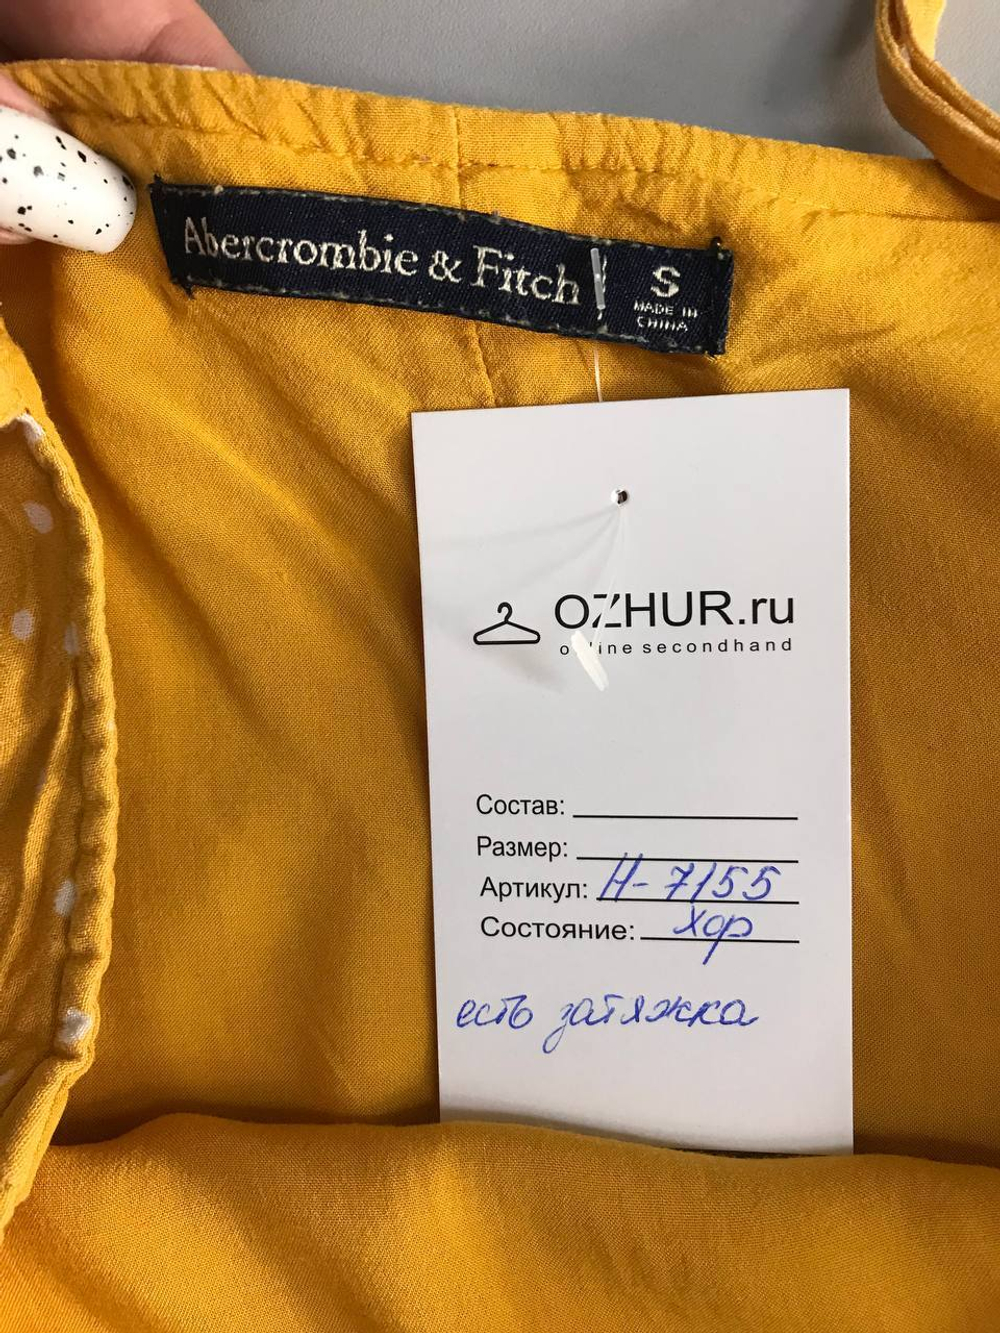 Abercrombie & Fitch
S
MADE IN
CHINA
OZHUR.ru
online secondhand
Состав:
Размер:
Артикул: Н-7155
Состояние: хор
есть затяжка